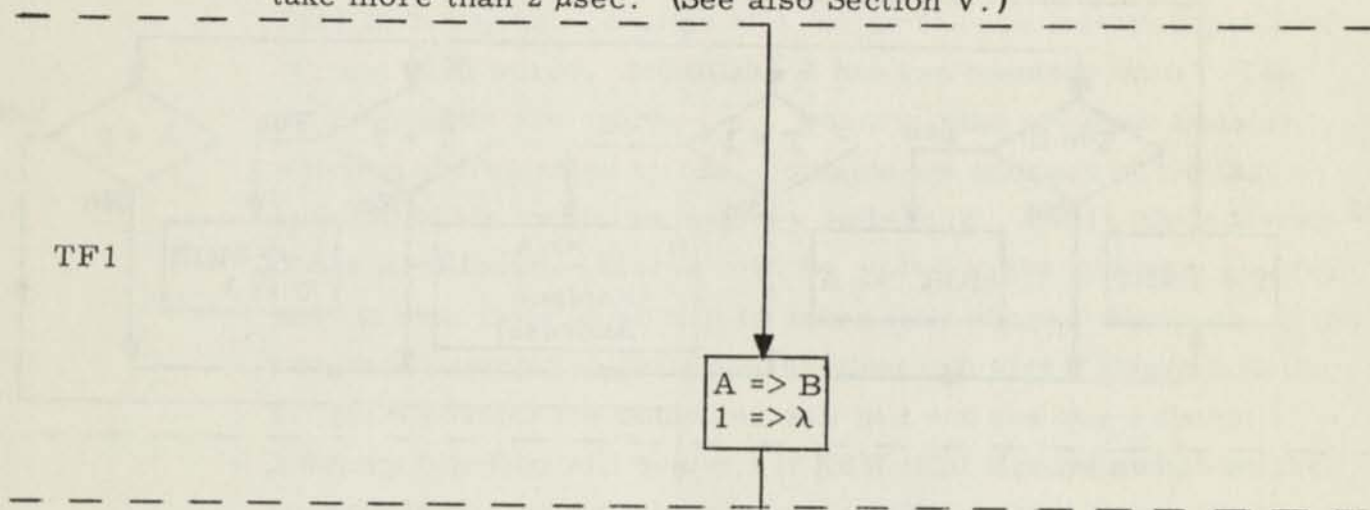 take more than 2 μsec. (See also Section V.)
TF1
A => B
1 => λ